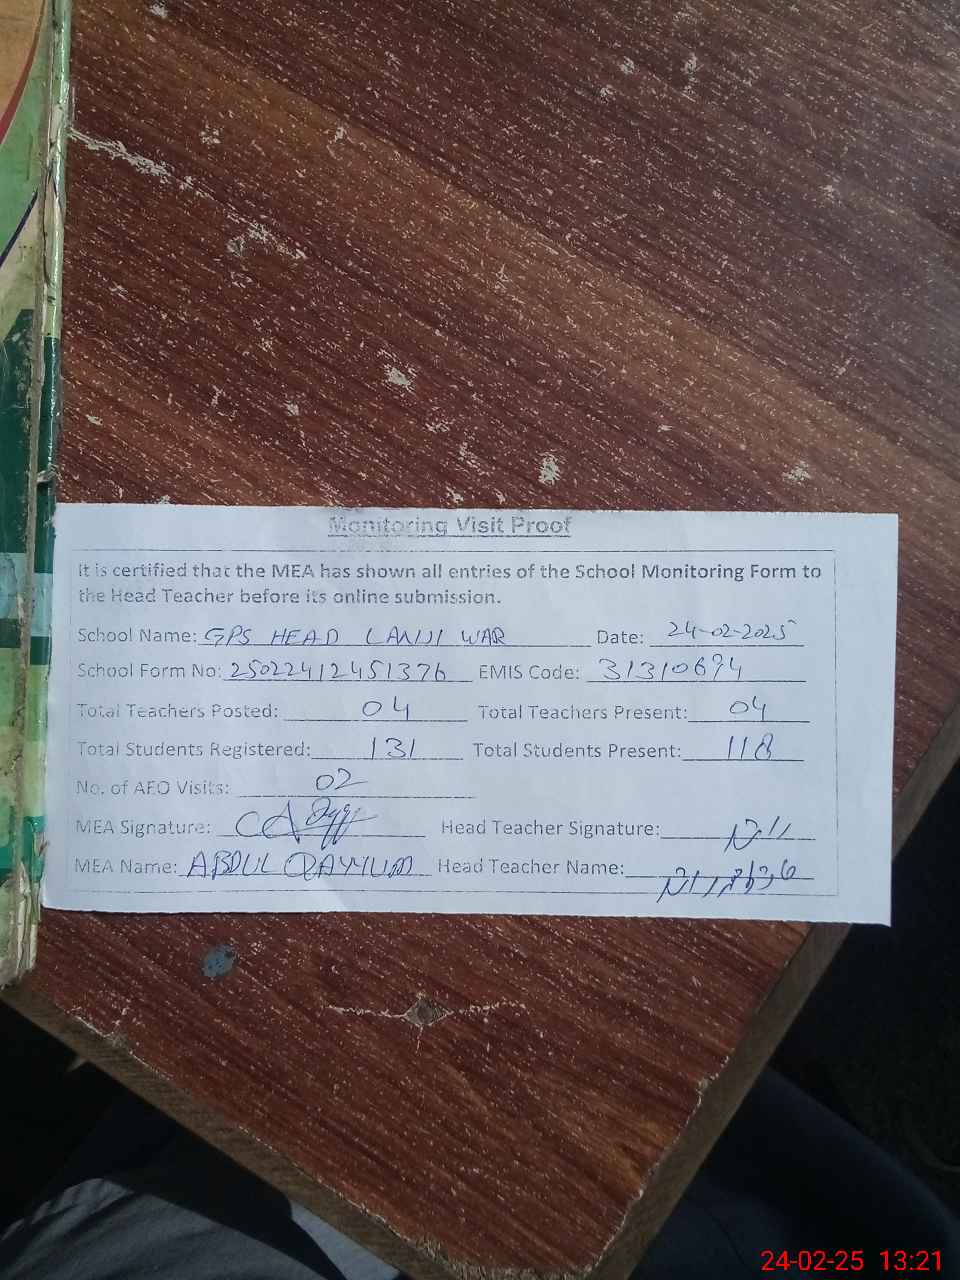 Monitoring Visit Proof
It is certified that the MEA has shown all entries of the School Monitoring Form to
the Head Teacher before its online submission.
School Name: GPS HEAD LANJI WAR Date: 24-02-2025
School Form No: 25022412451376 EMIS Code: 31310694
Total Teachers Posted: 04 Total Teachers Present: 04
Total Students Registered: 131 Total Students Present: 118
No. of AEO Visits: 02
MEA Signature: Head Teacher Signature:
MEA Name: ABDUL QAYYUM Head Teacher Name:
24-02-25 13:21